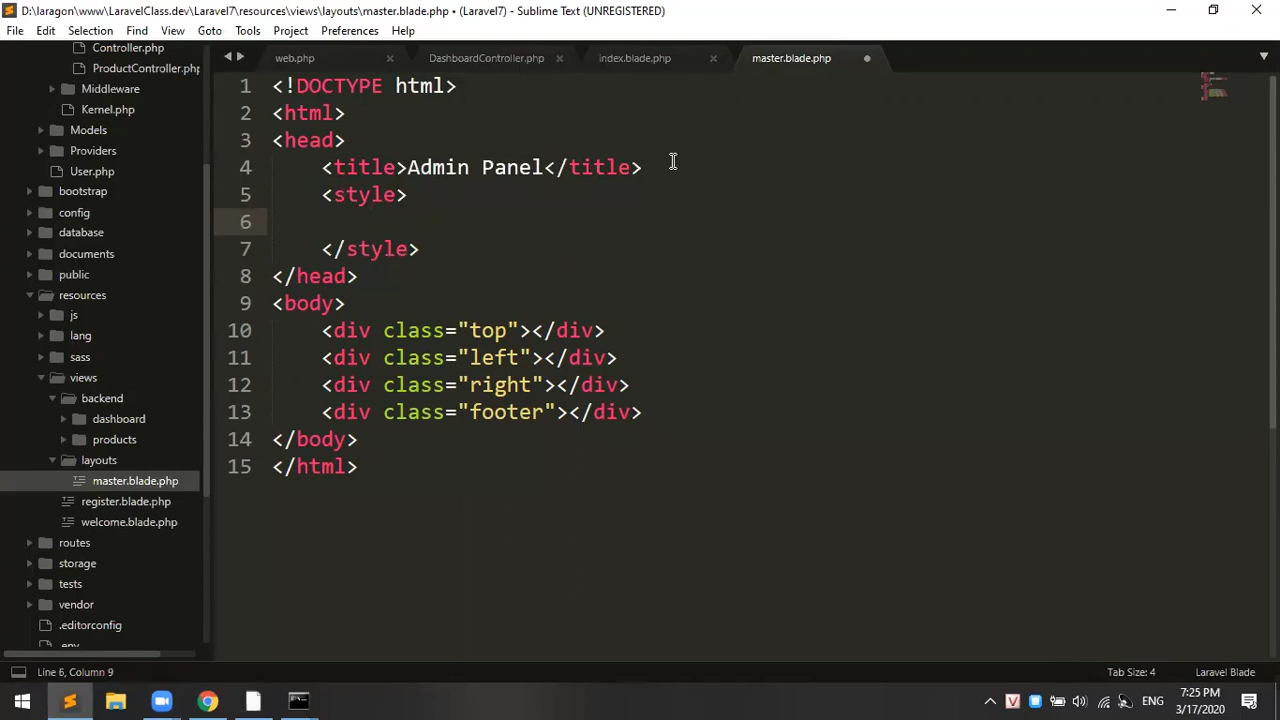 D:\laragon\www\LaravelClass.dev\Laravel7\resources\views\layouts\master.blade.php • (Laravel7) - Sublime Text (UNREGISTERED)
File Edit Selection Find View Goto Tools Project Preferences Help
web.php DashboardController.php index.blade.php master.blade.php
Controller.php
ProductController.php
Middleware
Kernel.php
Models
Providers
User.php
bootstrap
config
database
documents
public
resources
js
lang
sass
views
backend
dashboard
products
layouts
master.blade.php
register.blade.php
welcome.blade.php
routes
storage
tests
vendor
.editorconfig
.env
1 <!DOCTYPE html>
2 <html>
3 <head>
4 <title>Admin Panel</title>
5 <style>
6
7 </style>
8 </head>
9 <body>
10 <div class="top"></div>
11 <div class="left"></div>
12 <div class="right"></div>
13 <div class="footer"></div>
14 </body>
15 </html>
Line 6, Column 9 Tab Size: 4 Laravel Blade
ENG 7:25 PM
3/17/2020